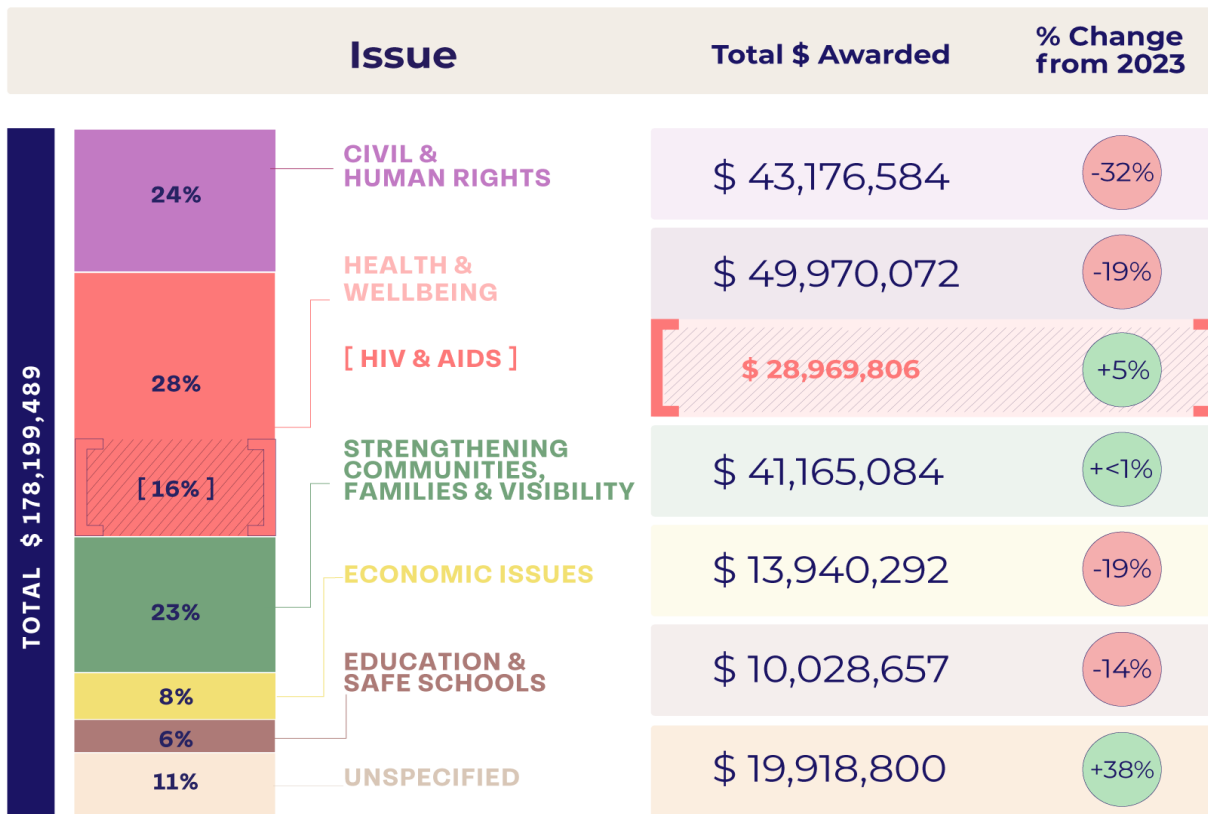 Issue
Total $ Awarded
% Change
from 2023
TOTAL $ 178,199,489
24%
CIVIL &
HUMAN RIGHTS
$ 43,176,584
-32%
28%
HEALTH &
WELLBEING
$ 49,970,072
-19%
[ 16% ]
[ HIV & AIDS ]
$ 28,969,806
+5%
23%
STRENGTHENING
COMMUNITIES,
FAMILIES & VISIBILITY
$ 41,165,084
+<1%
8%
ECONOMIC ISSUES
$ 13,940,292
-19%
6%
EDUCATION &
SAFE SCHOOLS
$ 10,028,657
-14%
11%
UNSPECIFIED
$ 19,918,800
+38%